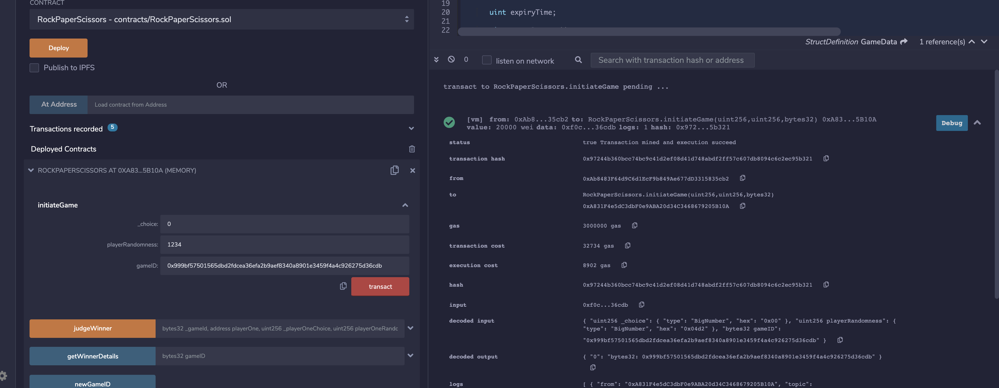 CONTRACT
RockPaperScissors - contracts/RockPaperScissors.sol
Deploy
Publish to IPFS
OR
At Address
Load contract from Address
Transactions recorded 5
Deployed Contracts
ROCKPAPERSCISSORS AT 0XA83...5B10A (MEMORY)
initiateGame
_choice: 0
playerRandomness: 1234
gameID: 0x999bf57501565dbd2fdcea36efa2b9aef8340a8901e3459f4a4c926275d36cdb
transact
judgeWinner
bytes32 _gameId, address playerOne, uint256 _playerOneChoice, uint256 playerOneRandc
getWinnerDetails
bytes32 gameID
newGameID
19
20 uint expiryTime;
21
22
StructDefinition GameData 1 reference(s)
0 listen on network
Search with transaction hash or address
transact to RockPaperScissors.initiateGame pending ...
[vm] from: 0xAb8...35cb2 to: RockPaperScissors.initiateGame(uint256,uint256,bytes32) 0xA83...5B10A
value: 20000 wei data: 0xf0c...36cdb logs: 1 hash: 0x972...5b321
Debug
status true Transaction mined and execution succeed
transaction hash 0x97244b360bcc74bc9c41d2ef08d41d748abdf2ff57c607db8094c6c2ec95b321
from 0xAb8483F64d9C6d1EcF9b849Ae677dD3315835cb2
to RockPaperScissors.initiateGame(uint256,uint256,bytes32)
0xA831F4e5dC3dbF0e9ABA20d34C3468679205B10A
gas 3000000 gas
transaction cost 32734 gas
execution cost 8902 gas
hash 0x97244b360bcc74bc9c41d2ef08d41d748abdf2ff57c607db8094c6c2ec95b321
input 0xf0c...36cdb
decoded input { "uint256 _choice": { "type": "BigNumber", "hex": "0x00" }, "uint256 playerRandomness": {
"type": "BigNumber", "hex": "0x04d2" }, "bytes32 gameID":
"0x999bf57501565dbd2fdcea36efa2b9aef8340a8901e3459f4a4c926275d36cdb" }
decoded output { "0": "bytes32: 0x999bf57501565dbd2fdcea36efa2b9aef8340a8901e3459f4a4c926275d36cdb" }
logs [ { "from": "0xA831F4e5dC3dbF0e9ABA20d34C3468679205B10A", "topic":